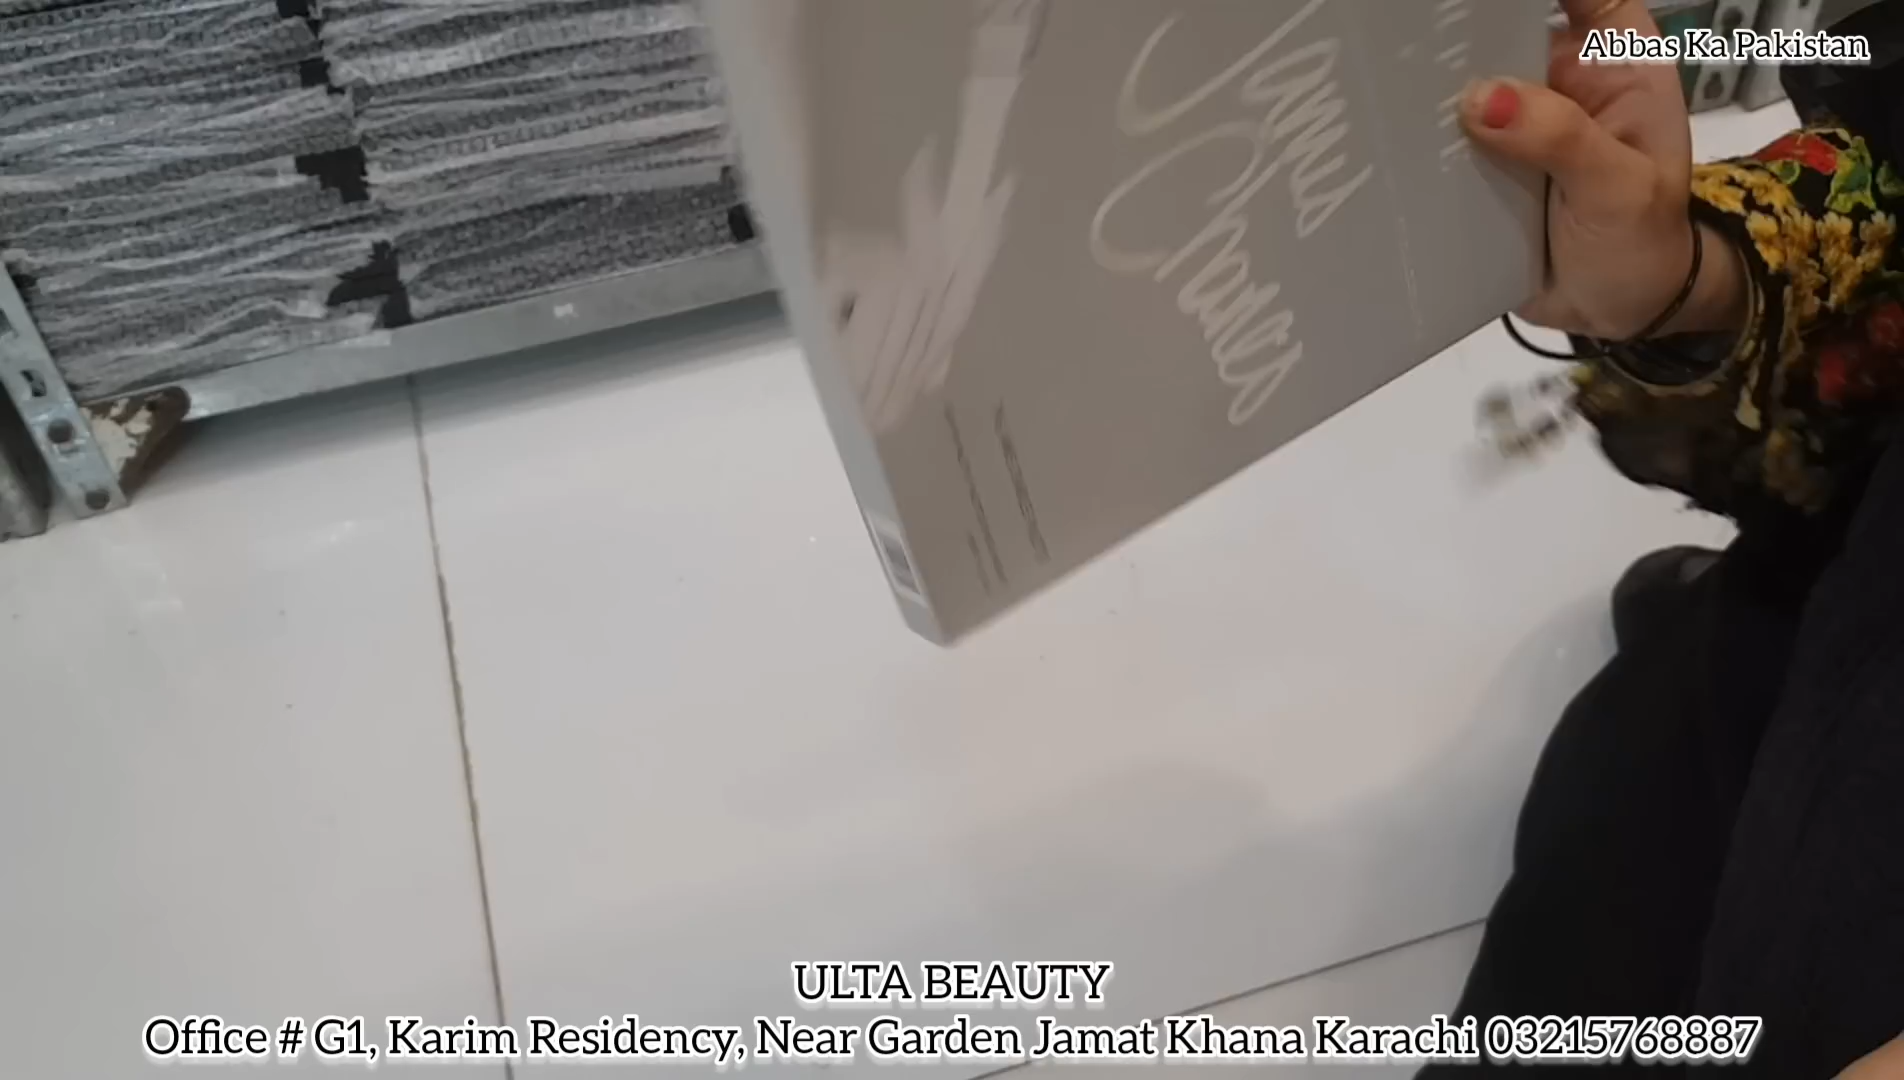 Abbas Ka Pakistan
James
Charles
ULTA BEAUTY
Office # G1, Karim Residency, Near Garden Jamat Khana Karachi 03215768887